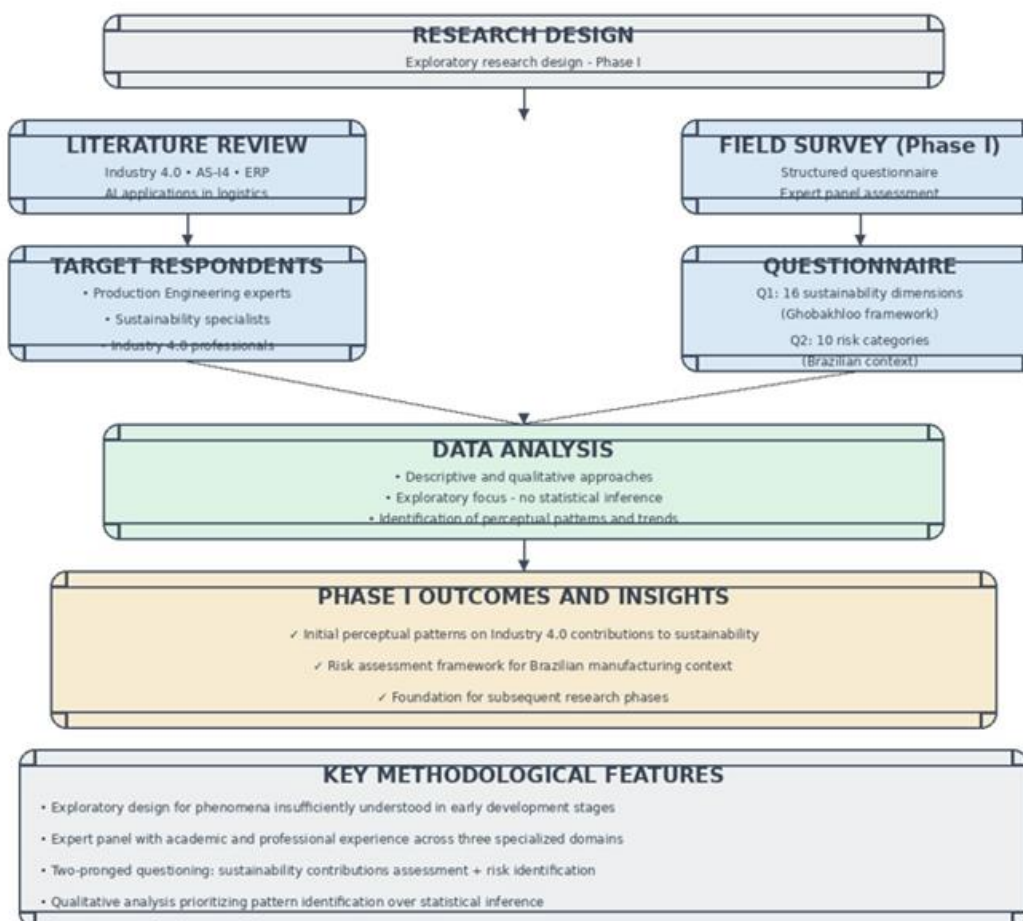 RESEARCH DESIGN
Exploratory research design - Phase I
LITERATURE REVIEW
Industry 4.0 • AS-I4 • ERP
AI applications in logistics
FIELD SURVEY (Phase I)
Structured questionnaire
Expert panel assessment
TARGET RESPONDENTS
• Production Engineering experts
• Sustainability specialists
• Industry 4.0 professionals
QUESTIONNAIRE
Q1: 16 sustainability dimensions
(Ghobakhloo framework)
Q2: 10 risk categories
(Brazilian context)
DATA ANALYSIS
• Descriptive and qualitative approaches
• Exploratory focus - no statistical inference
• Identification of perceptual patterns and trends
PHASE I OUTCOMES AND INSIGHTS
✓ Initial perceptual patterns on Industry 4.0 contributions to sustainability
✓ Risk assessment framework for Brazilian manufacturing context
✓ Foundation for subsequent research phases
KEY METHODOLOGICAL FEATURES
• Exploratory design for phenomena insufficiently understood in early development stages
• Expert panel with academic and professional experience across three specialized domains
• Two-pronged questioning: sustainability contributions assessment + risk identification
• Qualitative analysis prioritizing pattern identification over statistical inference